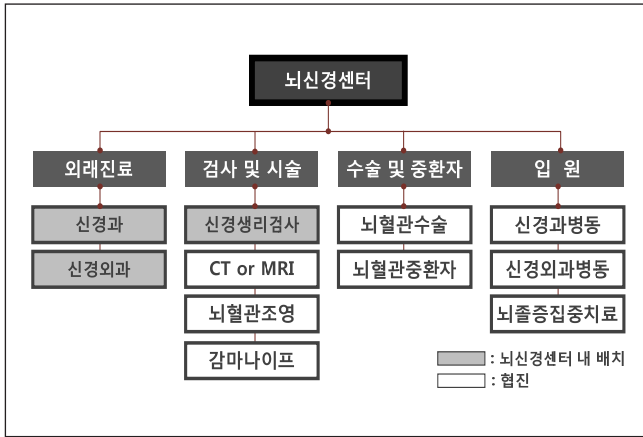 뇌신경센터
외래진료
검사 및 시술
수술 및 중환자
입 원
신경과
신경생리검사
뇌혈관수술
신경과병동
신경외과
CT or MRI
뇌혈관중환자
신경외과병동
뇌혈관조영
뇌졸증집중치료
감마나이프
: 뇌신경센터 내 배치
: 협진